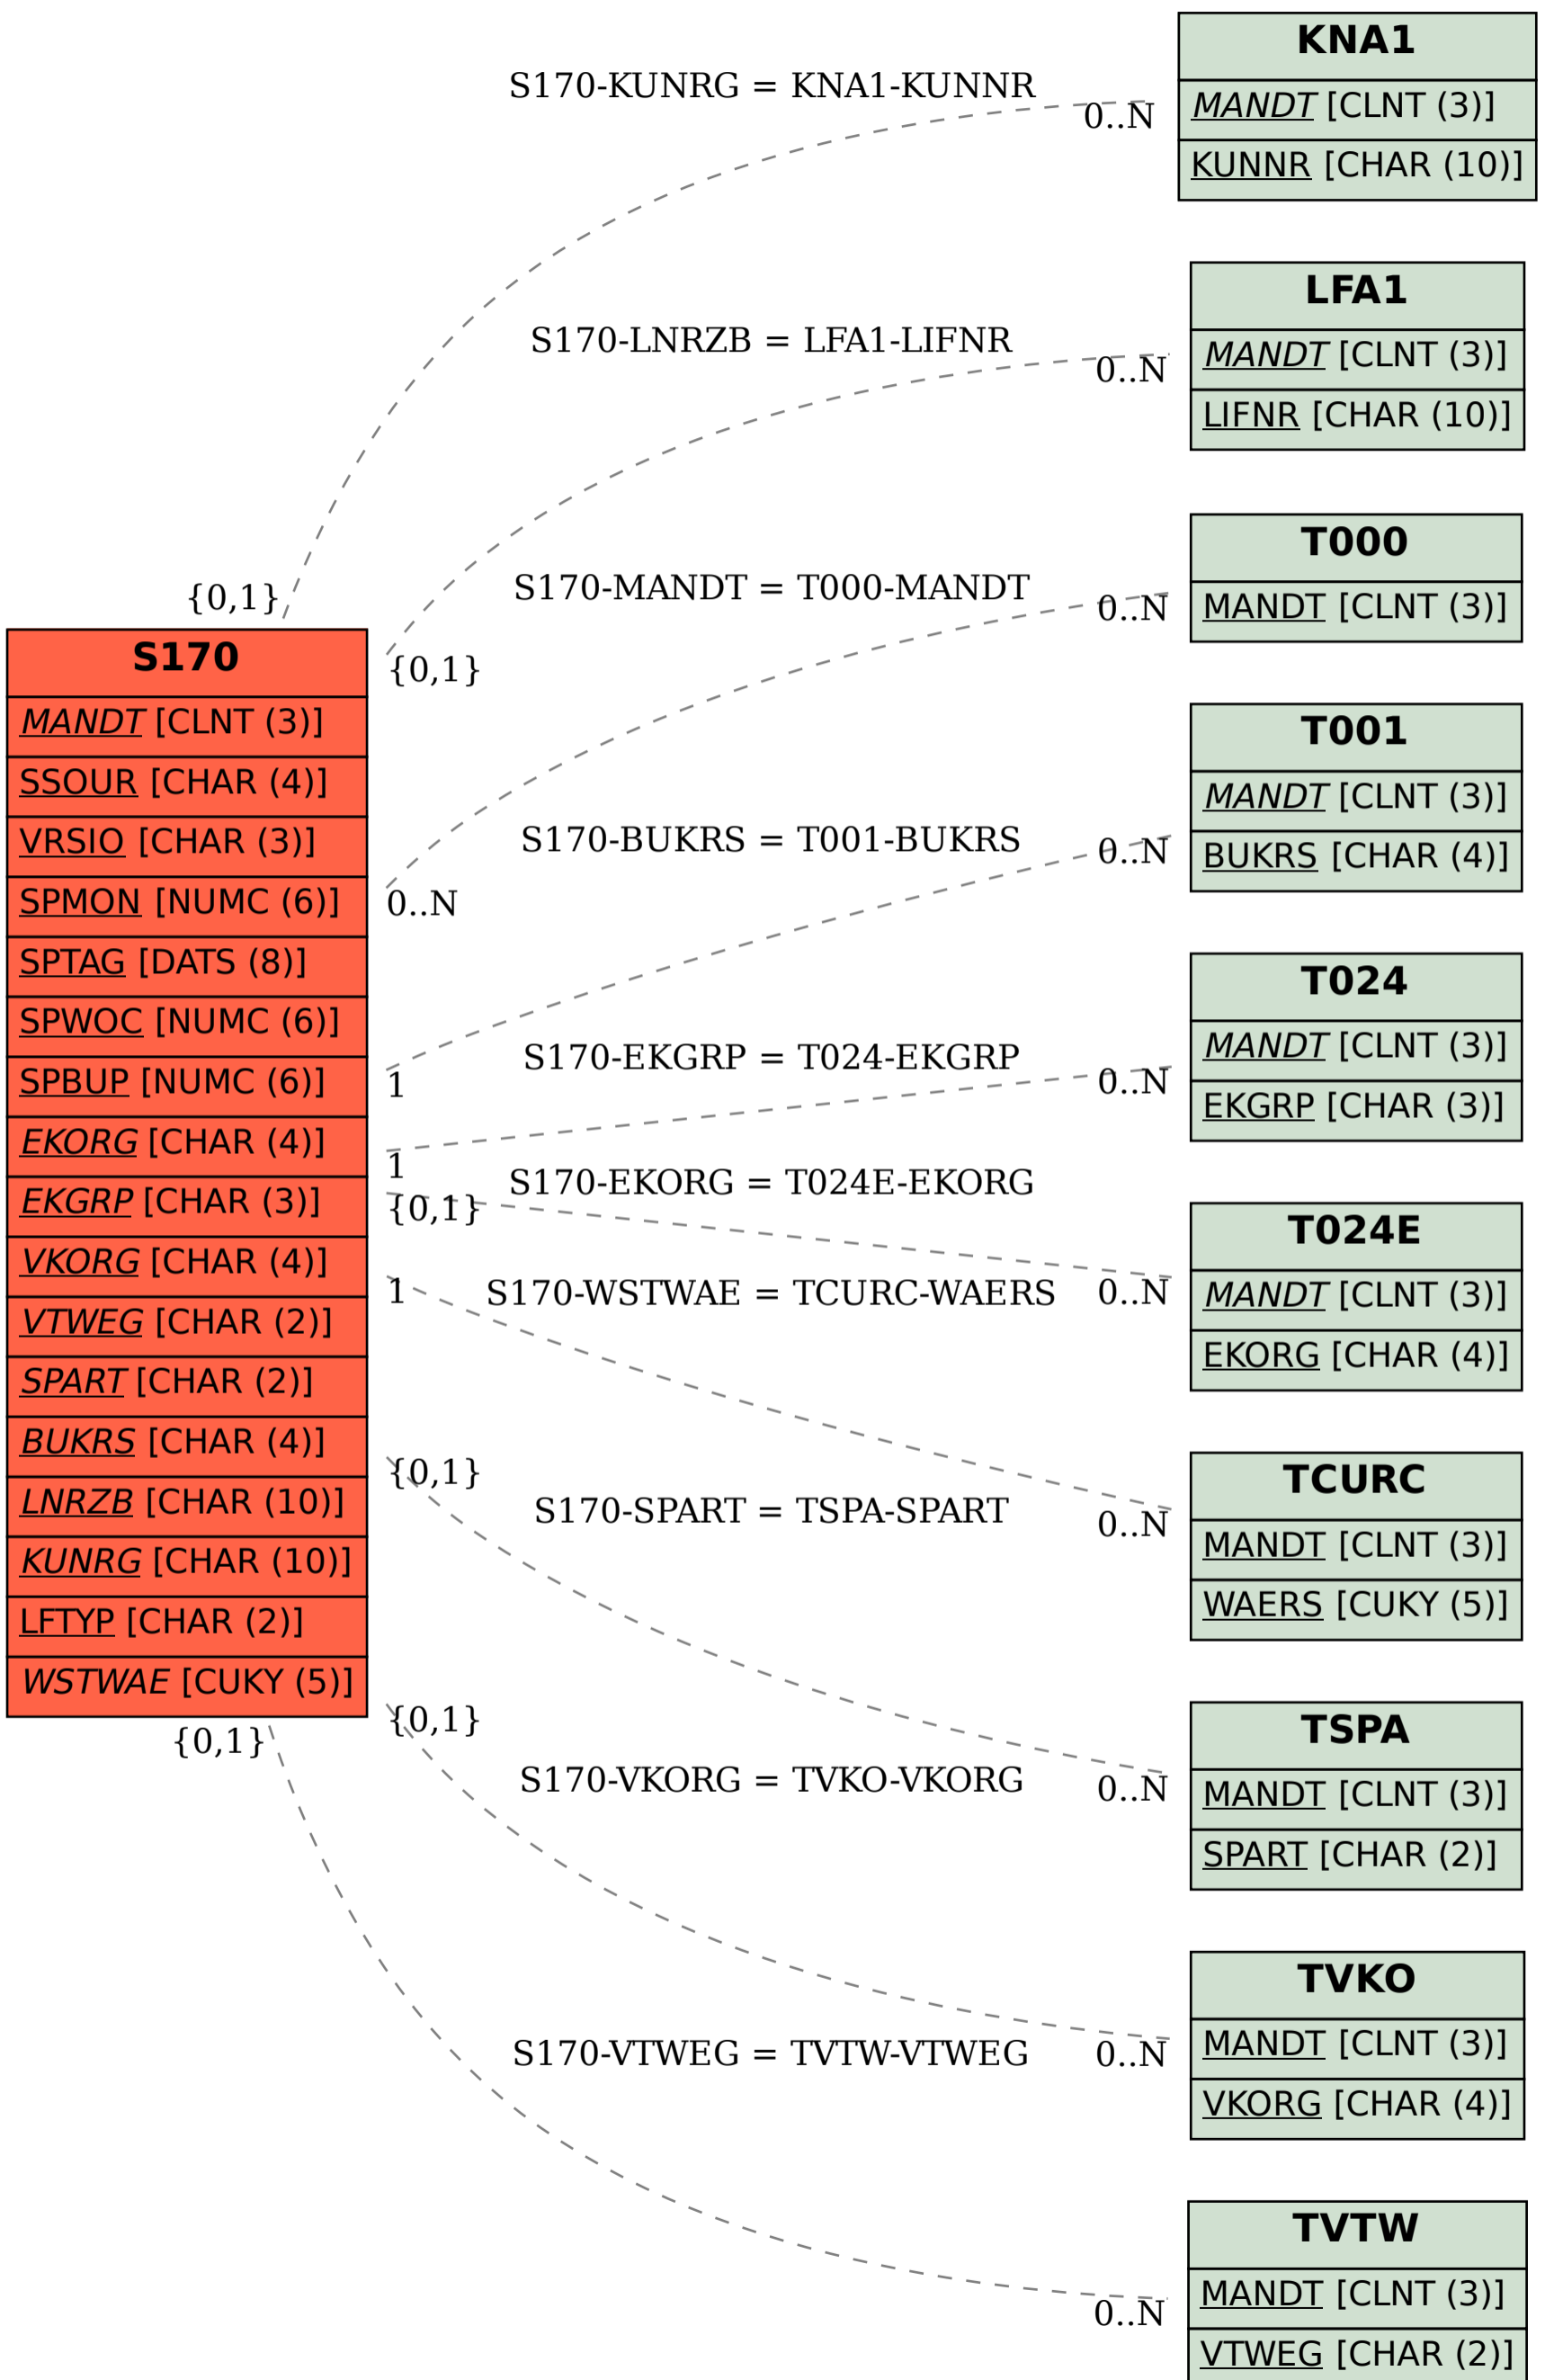 KNA1
MANDT [CLNT (3)]
KUNNR [CHAR (10)]
S170-KUNRG = KNA1-KUNNR
0..N
{0,1}
LFA1
MANDT [CLNT (3)]
LIFNR [CHAR (10)]
S170-LNRZB = LFA1-LIFNR
0..N
{0,1}
T000
MANDT [CLNT (3)]
S170-MANDT = T000-MANDT
0..N
0..N
S170
MANDT [CLNT (3)]
SSOUR [CHAR (4)]
VRSIO [CHAR (3)]
SPMON [NUMC (6)]
SPTAG [DATS (8)]
SPWOC [NUMC (6)]
SPBUP [NUMC (6)]
EKORG [CHAR (4)]
EKGRP [CHAR (3)]
VKORG [CHAR (4)]
VTWEG [CHAR (2)]
SPART [CHAR (2)]
BUKRS [CHAR (4)]
LNRZB [CHAR (10)]
KUNRG [CHAR (10)]
LFTYP [CHAR (2)]
WSTWAE [CUKY (5)]
T001
MANDT [CLNT (3)]
BUKRS [CHAR (4)]
S170-BUKRS = T001-BUKRS
0..N
1
T024
MANDT [CLNT (3)]
EKGRP [CHAR (3)]
S170-EKGRP = T024-EKGRP
0..N
1
T024E
MANDT [CLNT (3)]
EKORG [CHAR (4)]
S170-EKORG = T024E-EKORG
{0,1}
0..N
TCURC
MANDT [CLNT (3)]
WAERS [CUKY (5)]
S170-WSTWAE = TCURC-WAERS
1
0..N
TSPA
MANDT [CLNT (3)]
SPART [CHAR (2)]
S170-SPART = TSPA-SPART
{0,1}
0..N
TVKO
MANDT [CLNT (3)]
VKORG [CHAR (4)]
S170-VKORG = TVKO-VKORG
{0,1}
0..N
TVTW
MANDT [CLNT (3)]
VTWEG [CHAR (2)]
S170-VTWEG = TVTW-VTWEG
{0,1}
0..N